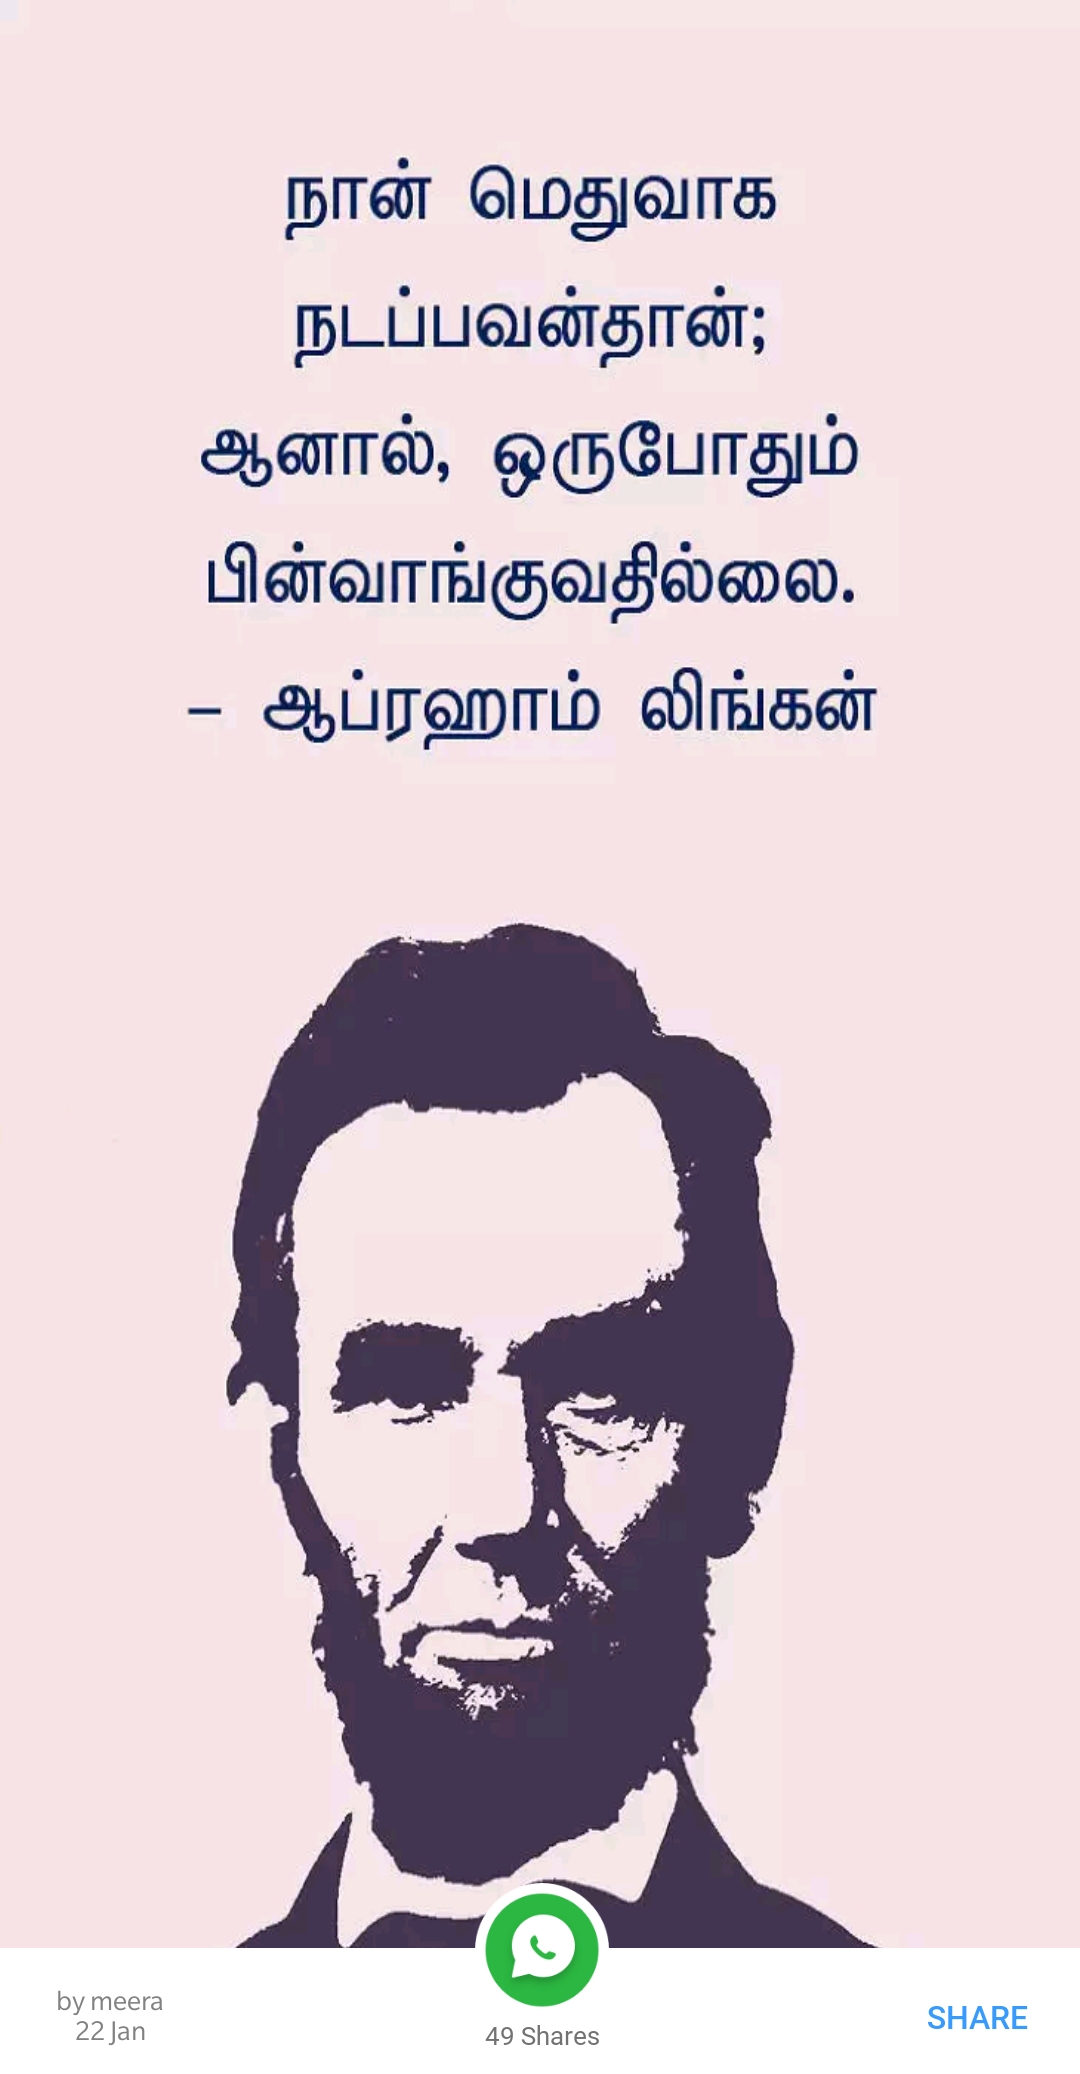 நான் மெதுவாக
நடப்பவன்தான்;
ஆனால், ஒருபோதும்
பின்வாங்குவதில்லை.
– ஆப்ரஹாம் லிங்கன்
by meera
22 Jan
49 Shares
SHARE